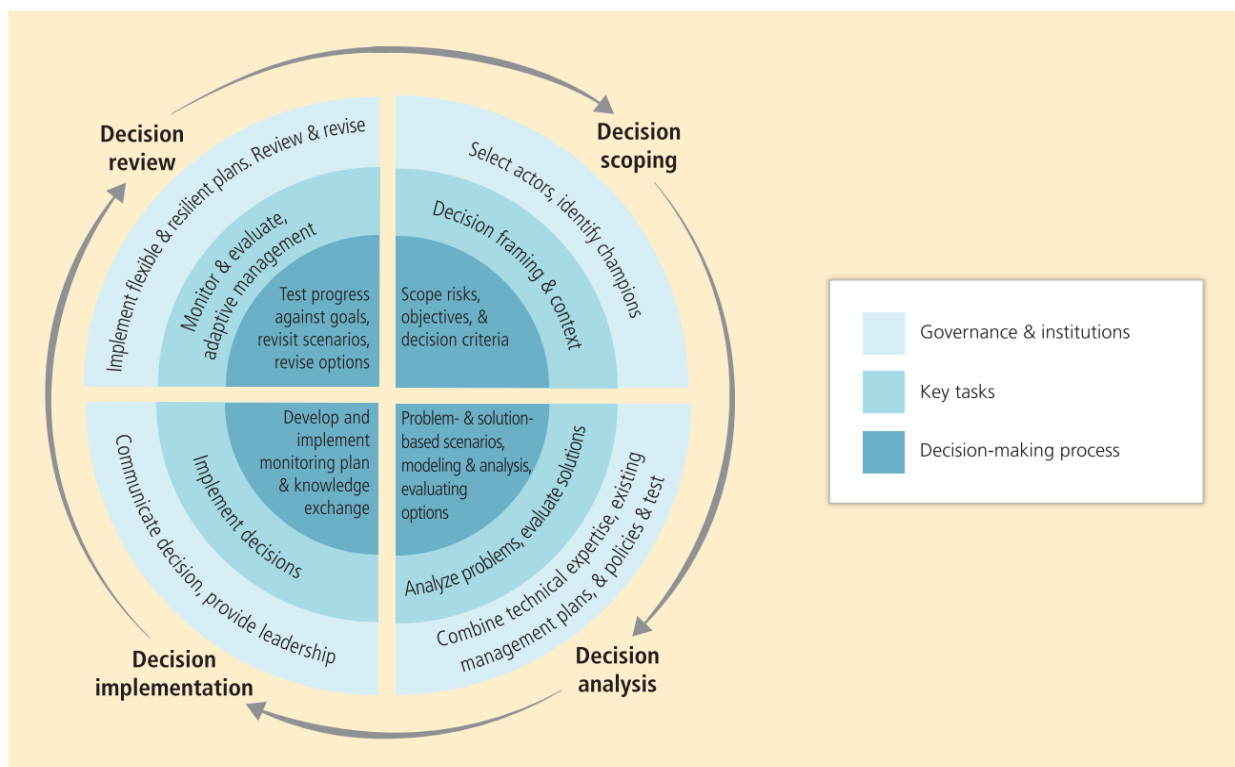 Decision
review
Decision
scoping
Implement flexible & resilient plans. Review & revise
Monitor & evaluate,
adaptive management
Test progress
against goals,
revisit scenarios,
revise options
Select actors, identify champions
Decision framing & context
Scope risks,
objectives, &
decision criteria
Communicate decision, provide leadership
Implement decisions
Develop and
implement
monitoring plan
& knowledge
exchange
Problem- & solution-
based scenarios,
modeling & analysis,
evaluating
options
Analyze problems, evaluate solutions
Combine technical expertise, existing
management plans, & policies & test
Decision
implementation
Decision
analysis
Governance & institutions
Key tasks
Decision-making process